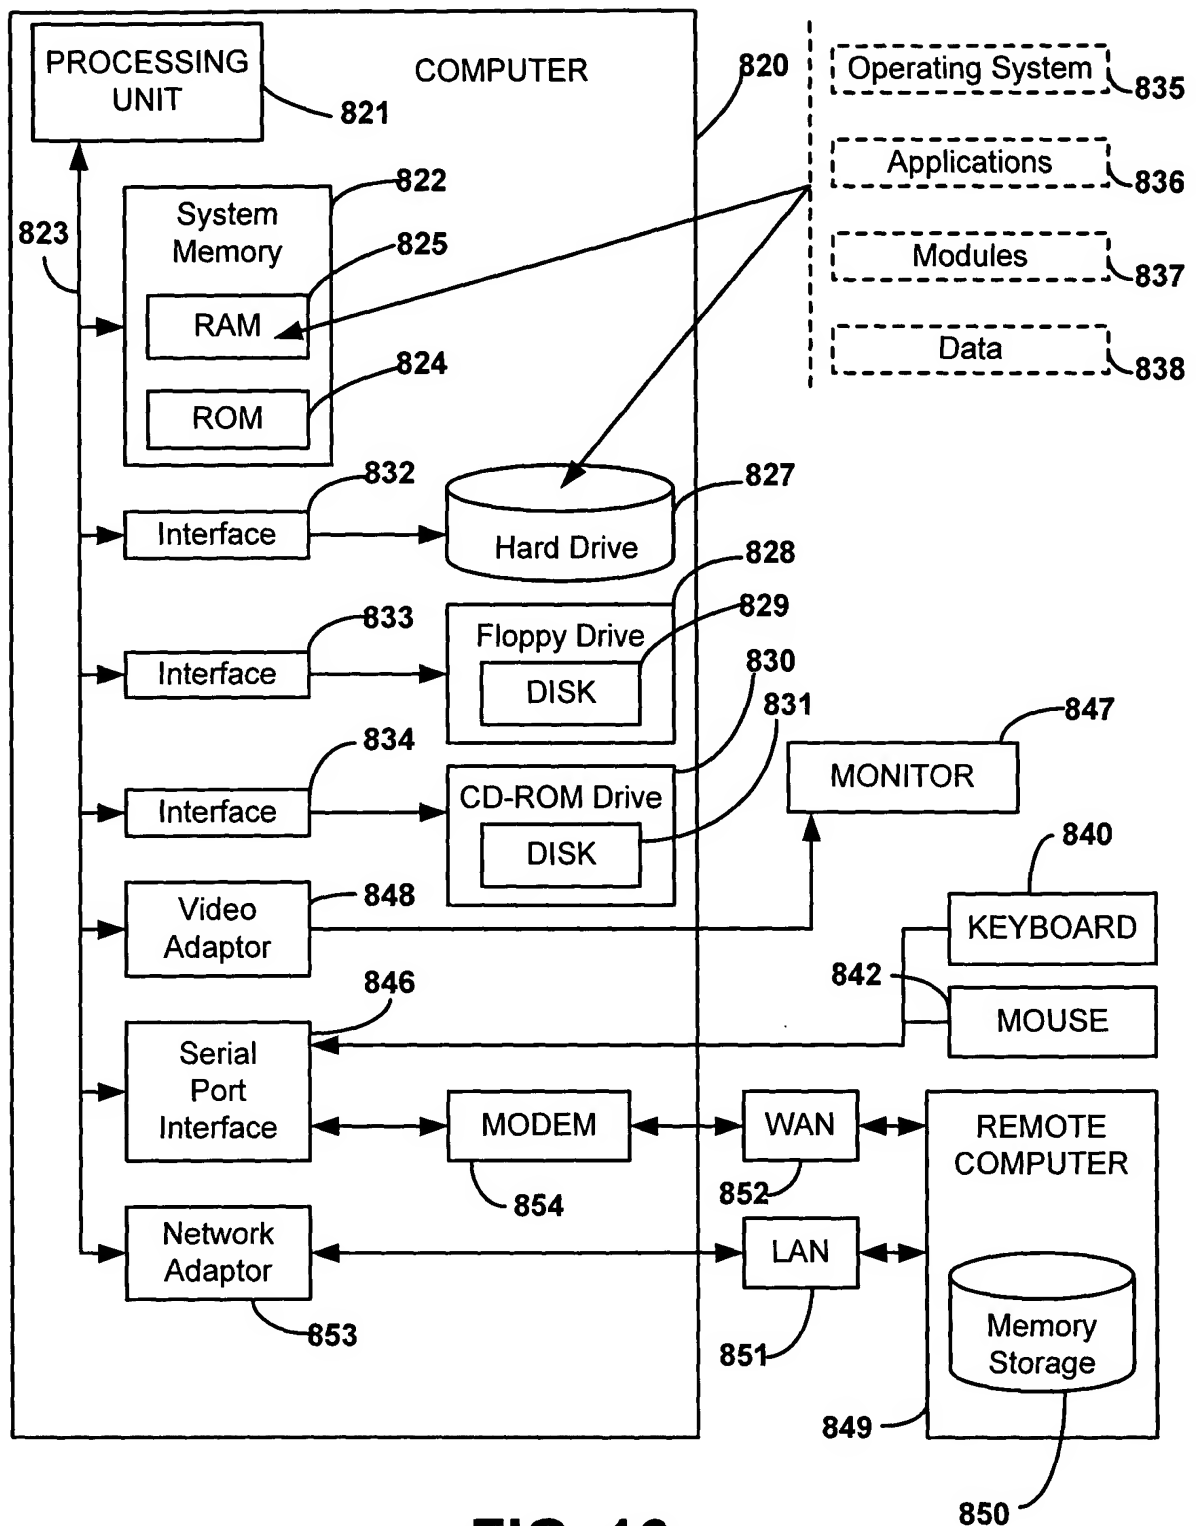 PROCESSING
UNIT
821
COMPUTER
820
Operating System
835
Applications
836
Modules
837
Data
838
822
823
System
Memory
825
RAM
824
ROM
832
Interface
827
Hard Drive
828
833
Interface
829
Floppy Drive
DISK
830
831
834
Interface
CD-ROM Drive
DISK
847
MONITOR
848
Video
Adaptor
840
KEYBOARD
842
MOUSE
846
Serial
Port
Interface
MODEM
854
WAN
852
REMOTE
COMPUTER
Network
Adaptor
853
LAN
851
Memory
Storage
849
850